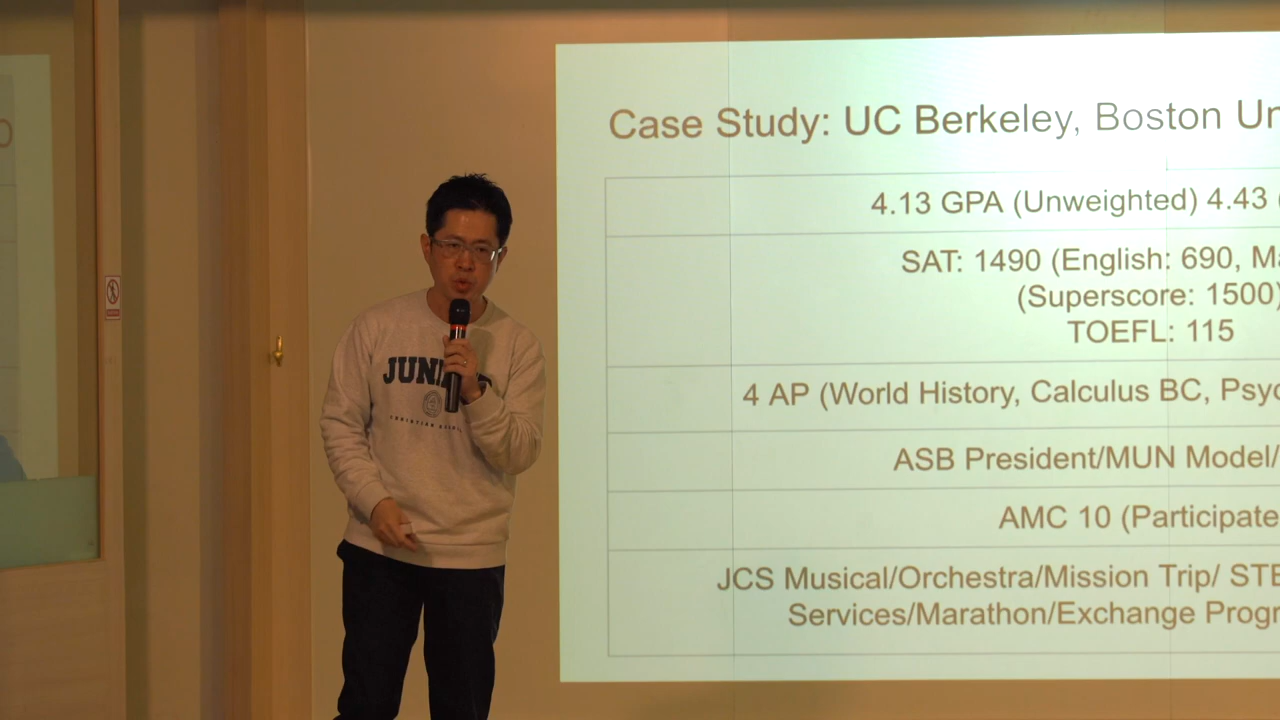 Case Study: UC Berkeley, Boston Un
4.13 GPA (Unweighted) 4.43 (
SAT: 1490 (English: 690, Ma
(Superscore: 1500)
TOEFL: 115
4 AP (World History, Calculus BC, Psyc
ASB President/MUN Model/
AMC 10 (Participate
JCS Musical/Orchestra/Mission Trip/ STE
Services/Marathon/Exchange Progr